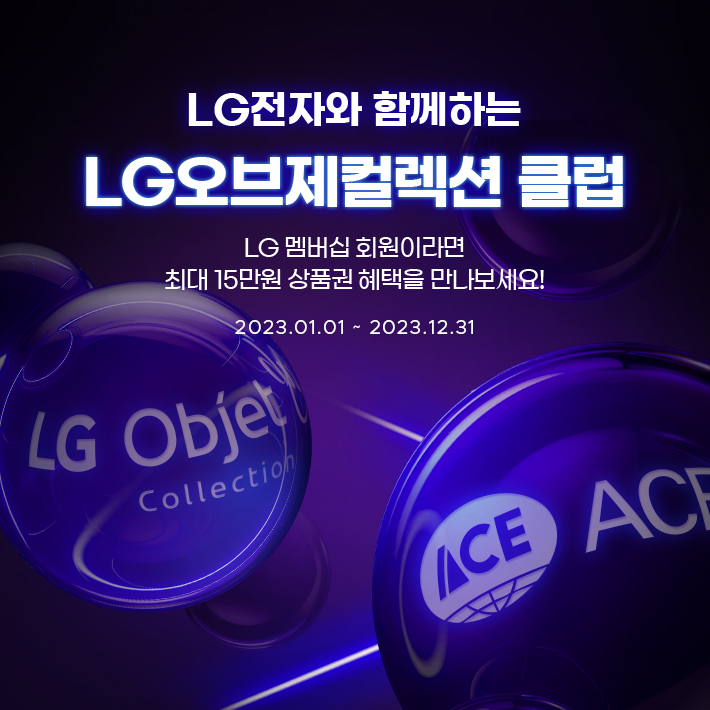 LG전자와 함께하는
LG오브제컬렉션 클럽
LG 멤버십 회원이라면
최대 15만원 상품권 혜택을 만나보세요!
2023.01.01 ~ 2023.12.31
LG Objet
Collection
ACE